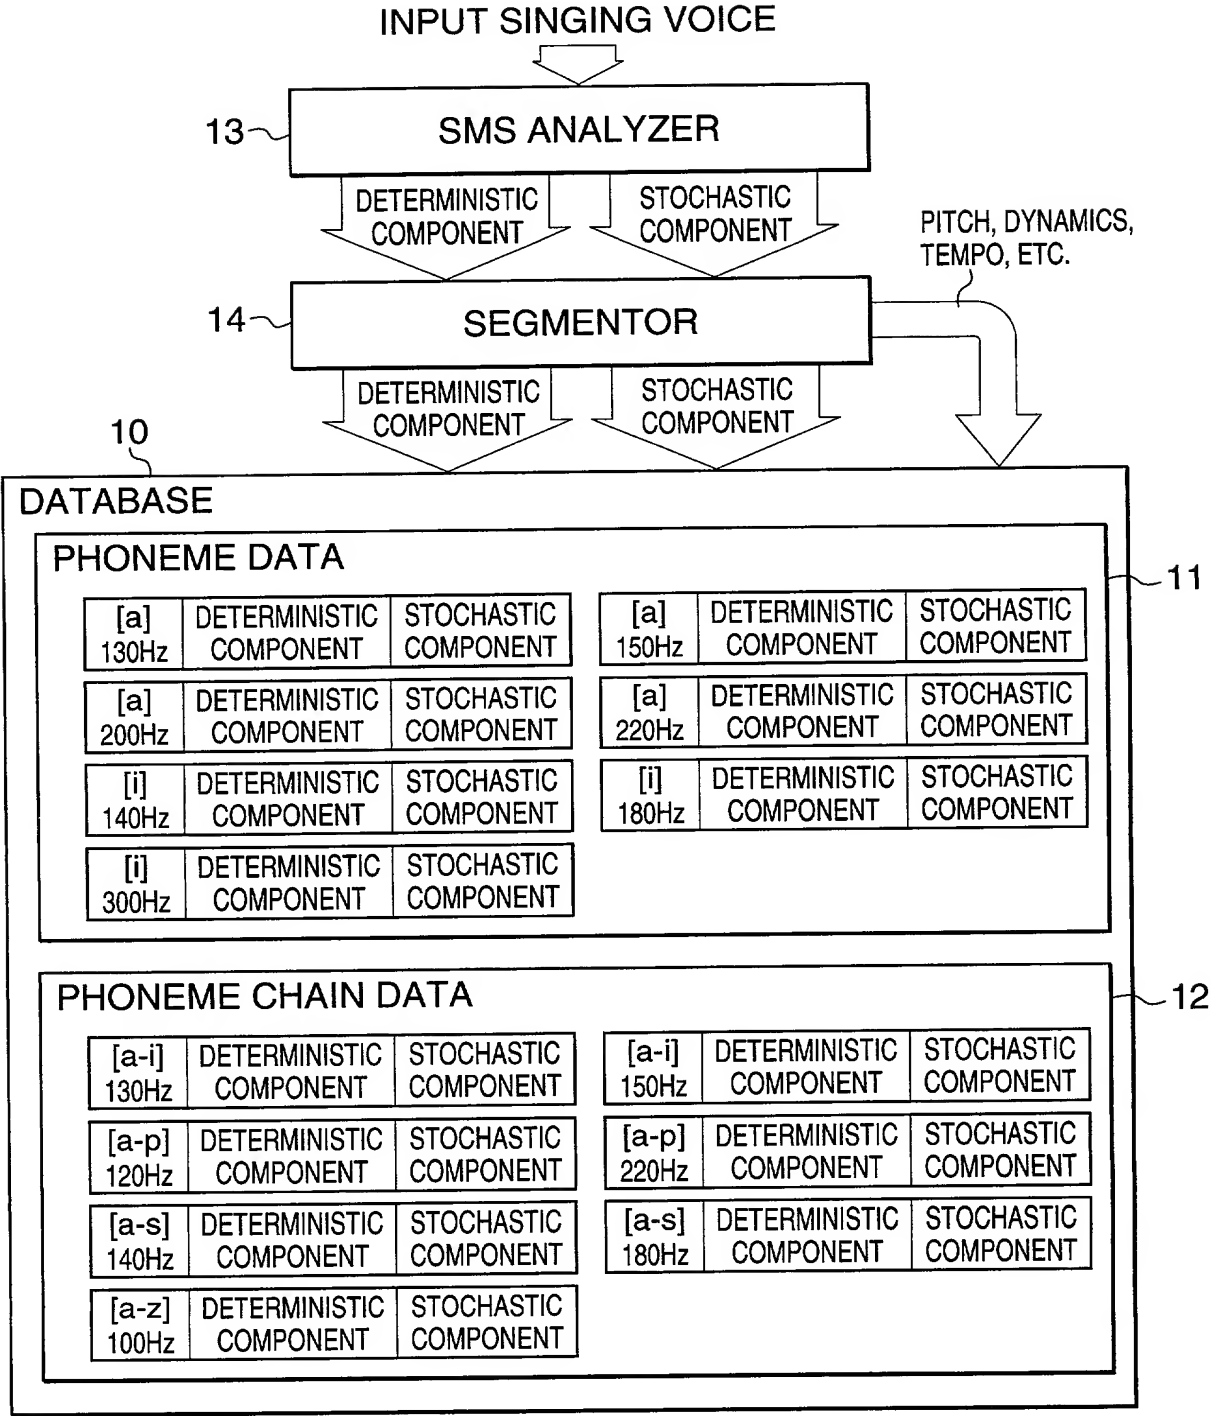 INPUT SINGING VOICE
13
SMS ANALYZER
DETERMINISTIC
COMPONENT
STOCHASTIC
COMPONENT
PITCH, DYNAMICS,
TEMPO, ETC.
14
SEGMENTOR
DETERMINISTIC
COMPONENT
STOCHASTIC
COMPONENT
10
DATABASE
PHONEME DATA
11
[a]
130Hz
DETERMINISTIC
COMPONENT
STOCHASTIC
COMPONENT
[a]
150Hz
DETERMINISTIC
COMPONENT
STOCHASTIC
COMPONENT
[a]
200Hz
DETERMINISTIC
COMPONENT
STOCHASTIC
COMPONENT
[a]
220Hz
DETERMINISTIC
COMPONENT
STOCHASTIC
COMPONENT
[i]
140Hz
DETERMINISTIC
COMPONENT
STOCHASTIC
COMPONENT
[i]
180Hz
DETERMINISTIC
COMPONENT
STOCHASTIC
COMPONENT
[i]
300Hz
DETERMINISTIC
COMPONENT
STOCHASTIC
COMPONENT
PHONEME CHAIN DATA
12
[a-i]
130Hz
DETERMINISTIC
COMPONENT
STOCHASTIC
COMPONENT
[a-i]
150Hz
DETERMINISTIC
COMPONENT
STOCHASTIC
COMPONENT
[a-p]
120Hz
DETERMINISTIC
COMPONENT
STOCHASTIC
COMPONENT
[a-p]
220Hz
DETERMINISTIC
COMPONENT
STOCHASTIC
COMPONENT
[a-s]
140Hz
DETERMINISTIC
COMPONENT
STOCHASTIC
COMPONENT
[a-s]
180Hz
DETERMINISTIC
COMPONENT
STOCHASTIC
COMPONENT
[a-z]
100Hz
DETERMINISTIC
COMPONENT
STOCHASTIC
COMPONENT